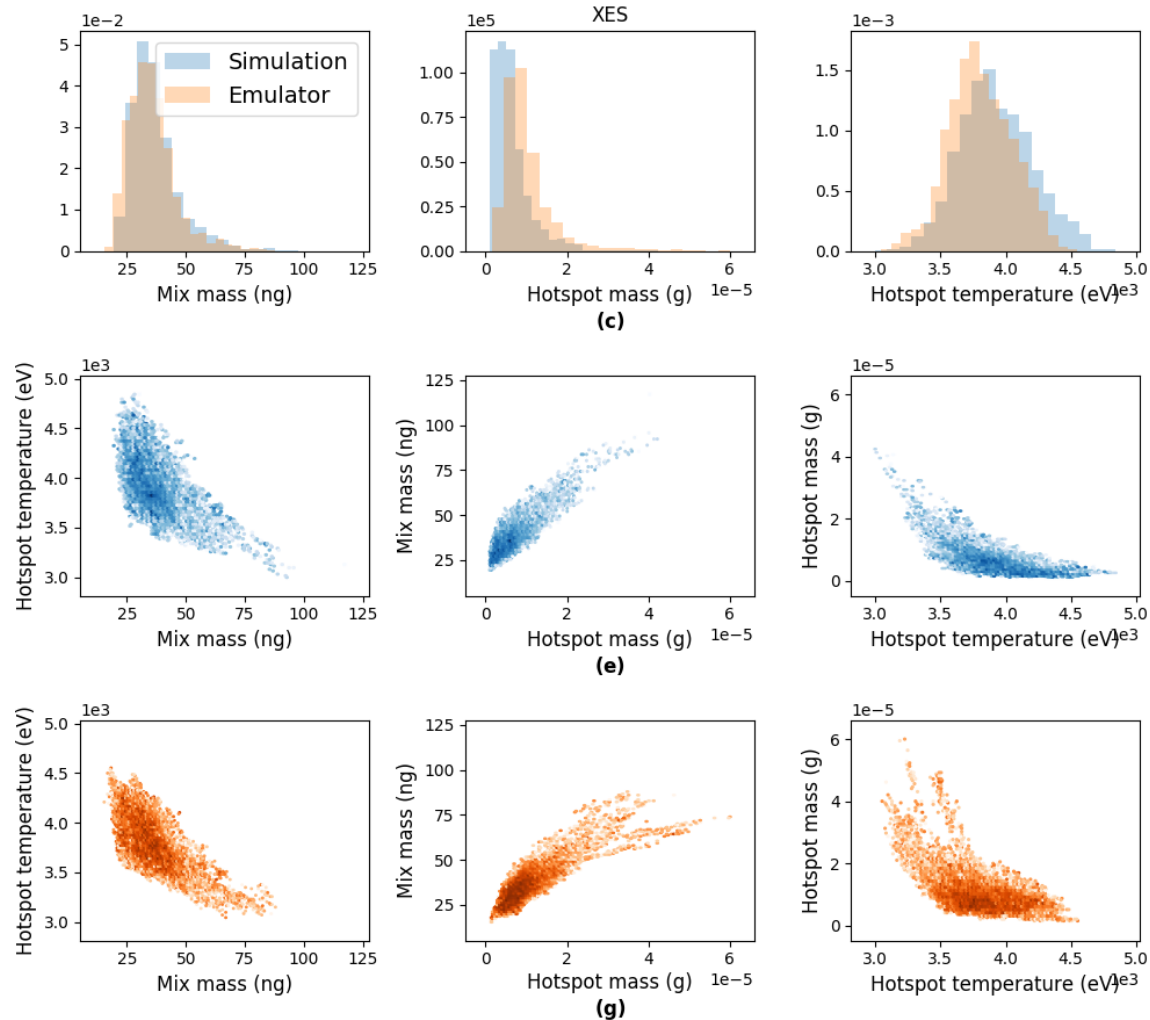 XES
1e−2
1e5
1e−3
5
4
3
2
1
0
Simulation
Emulator
1.00
0.75
0.50
0.25
0.00
1.5
1.0
0.5
0.0
25 50 75 100 125
0 2 4 6
3.0 3.5 4.0 4.5 5.0
Mix mass (ng)
Hotspot mass (g)
1e−5
Hotspot temperature (eV)
1e3
(c)
1e3
1e−5
Hotspot temperature (eV)
5.0
4.5
4.0
3.5
3.0
Mix mass (ng)
125
100
75
50
25
Hotspot mass (g)
6
4
2
0
25 50 75 100 125
0 2 4 6
3.0 3.5 4.0 4.5 5.0
Mix mass (ng)
Hotspot mass (g)
1e−5
Hotspot temperature (eV)
1e3
(e)
1e3
1e−5
Hotspot temperature (eV)
5.0
4.5
4.0
3.5
3.0
Mix mass (ng)
125
100
75
50
25
Hotspot mass (g)
6
4
2
0
25 50 75 100 125
0 2 4 6
3.0 3.5 4.0 4.5 5.0
Mix mass (ng)
Hotspot mass (g)
1e−5
Hotspot temperature (eV)
1e3
(g)